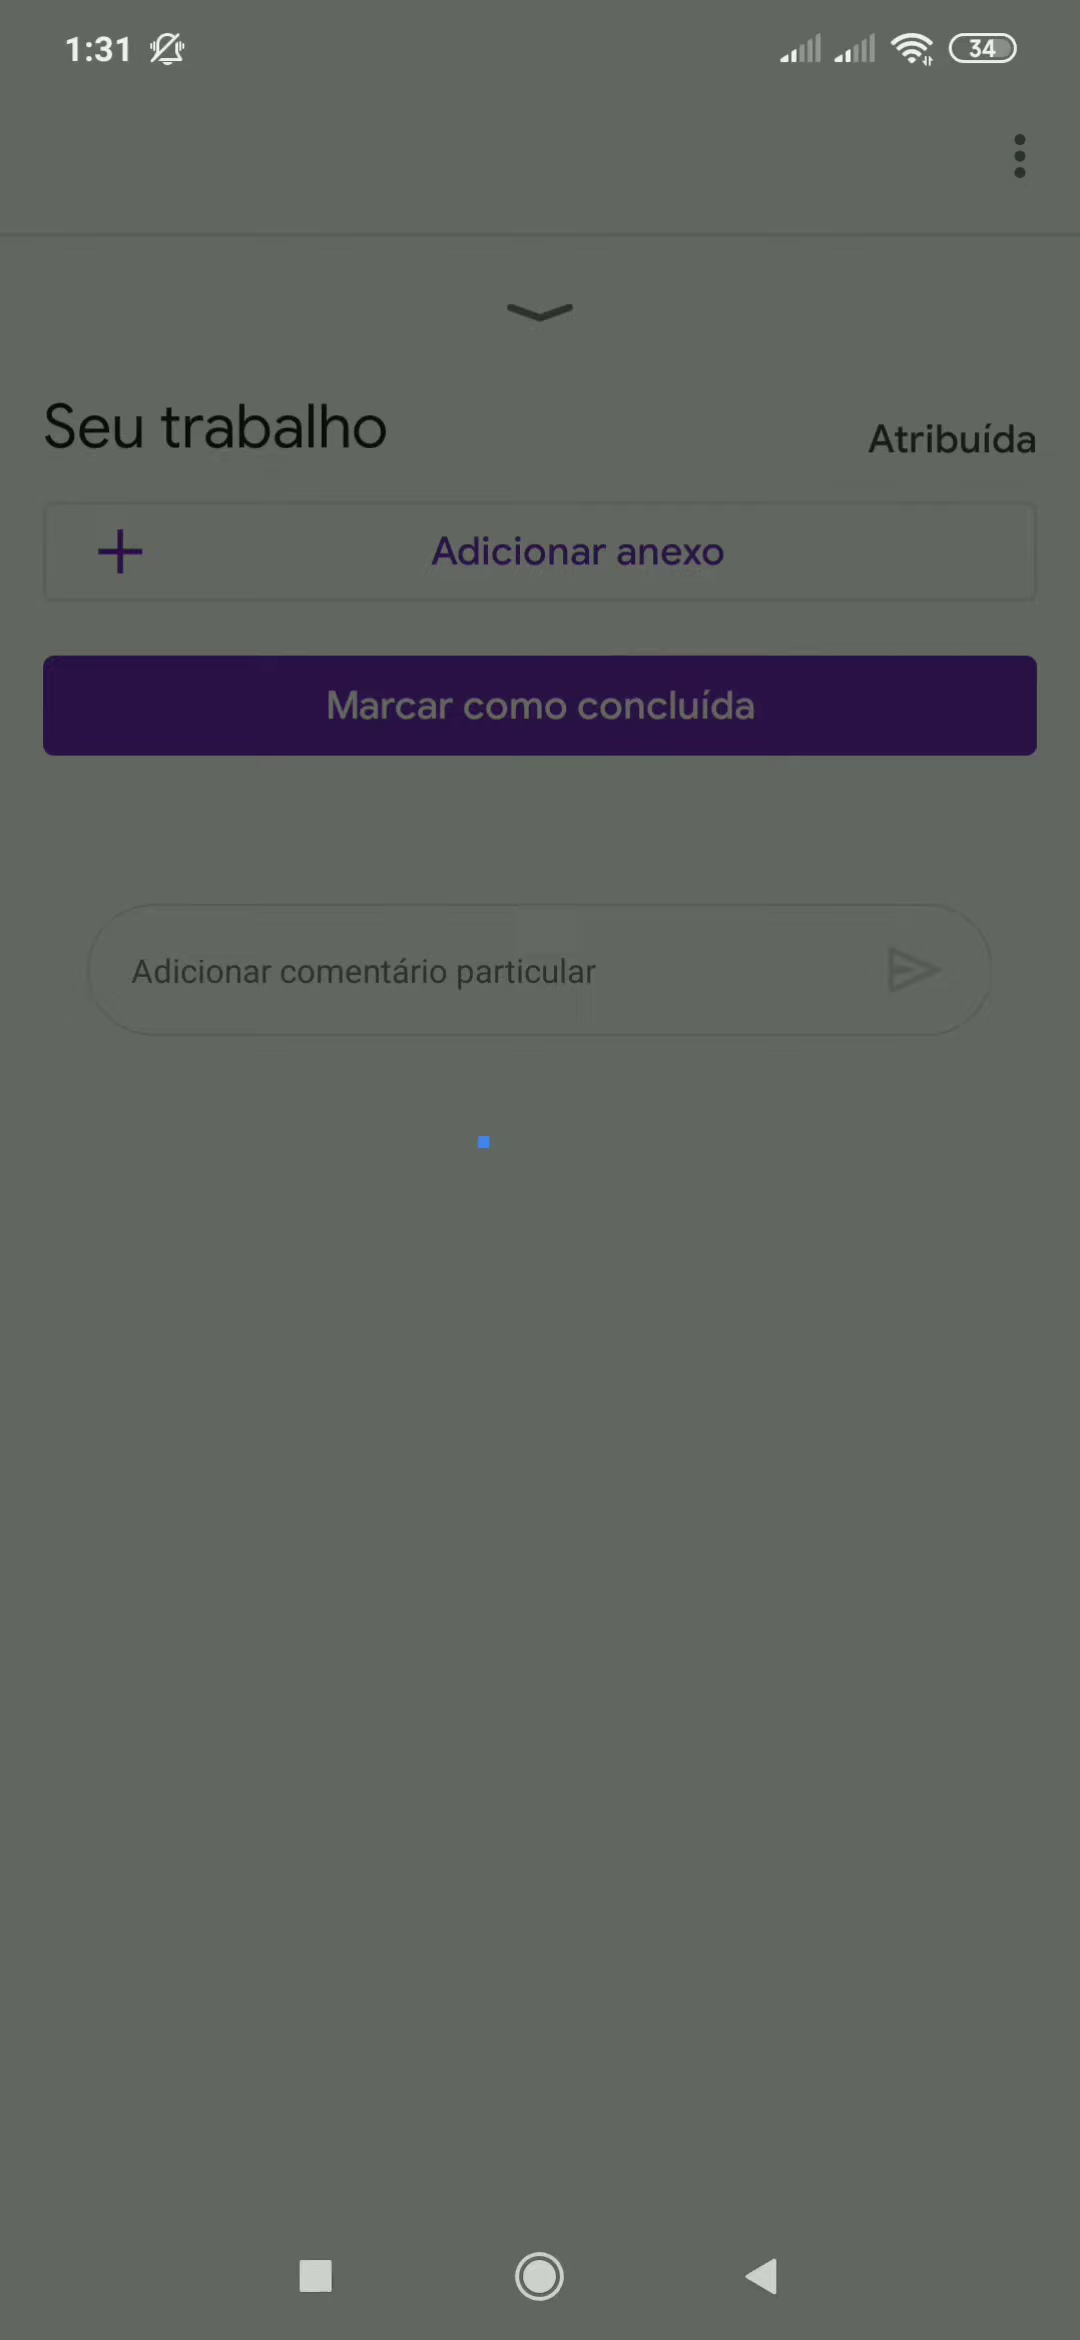 1:31
34
Seu trabalho
Atribuída
Adicionar anexo
Marcar como concluída
Adicionar comentário particular